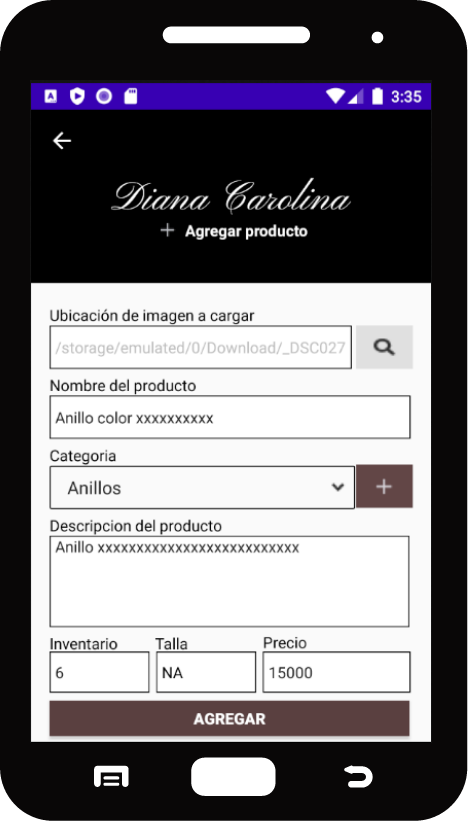 3:35
Diana Carolina
+ Agregar producto
Ubicación de imagen a cargar
/storage/emulated/0/Download/_DSC027
Nombre del producto
Anillo color xxxxxxxxxx
Categoria
Anillos
+
Descripcion del producto
Anillo xxxxxxxxxxxxxxxxxxxxxxxxxx
Inventario Talla Precio
6 NA 15000
AGREGAR